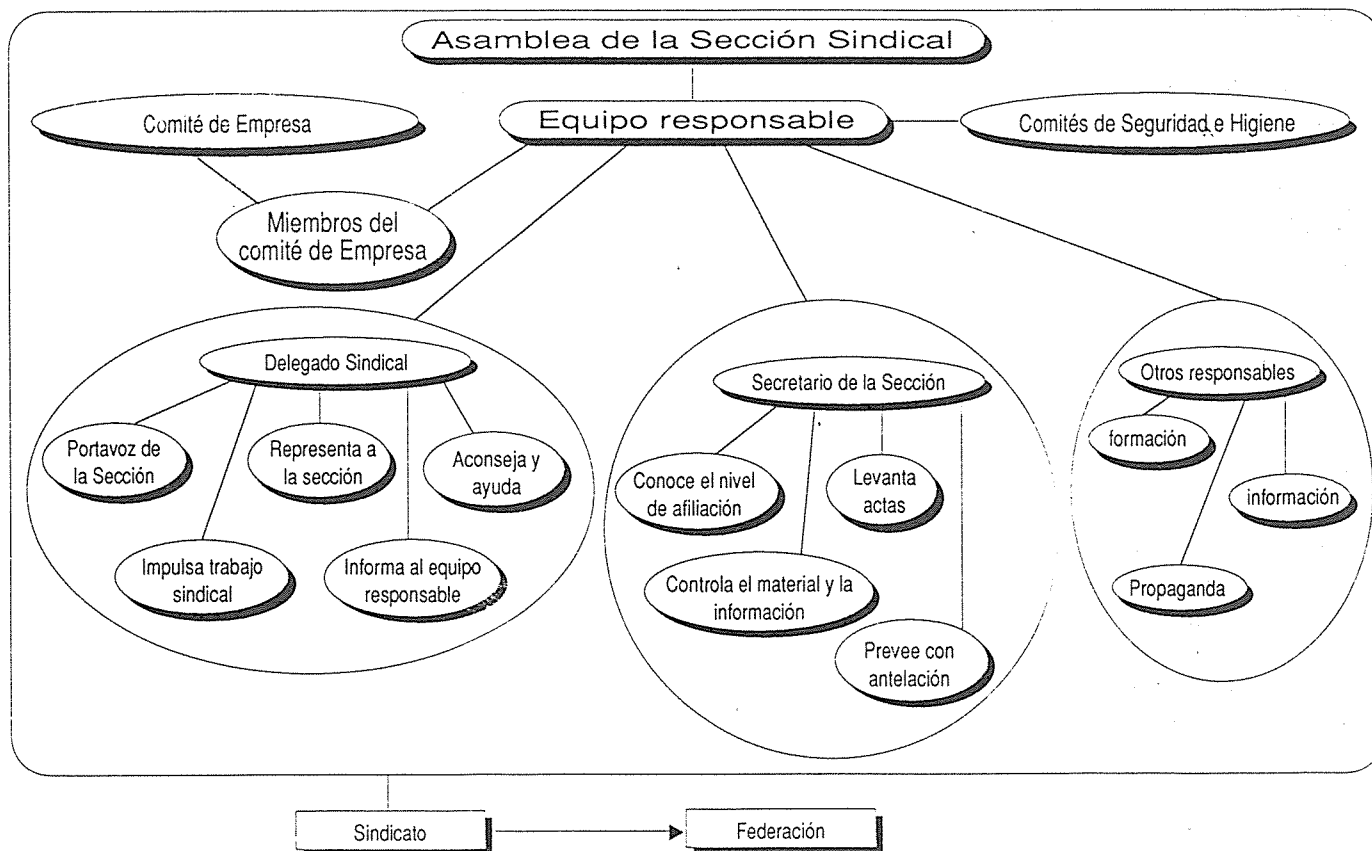 Asamblea de la Sección Sindical
Comité de Empresa
Equipo responsable
Comités de Seguridad e Higiene
Miembros del
comité de Empresa
Delegado Sindical
Portavoz de
la Sección
Representa a
la sección
Aconseja y
ayuda
Impulsa trabajo
sindical
Informa al equipo
responsable
Secretario de la Sección
Conoce el nivel
de afiliación
Levanta
actas
Controla el material y la
información
Prevee con
antelación
Otros responsables
formación
información
Propaganda
Sindicato
Federación